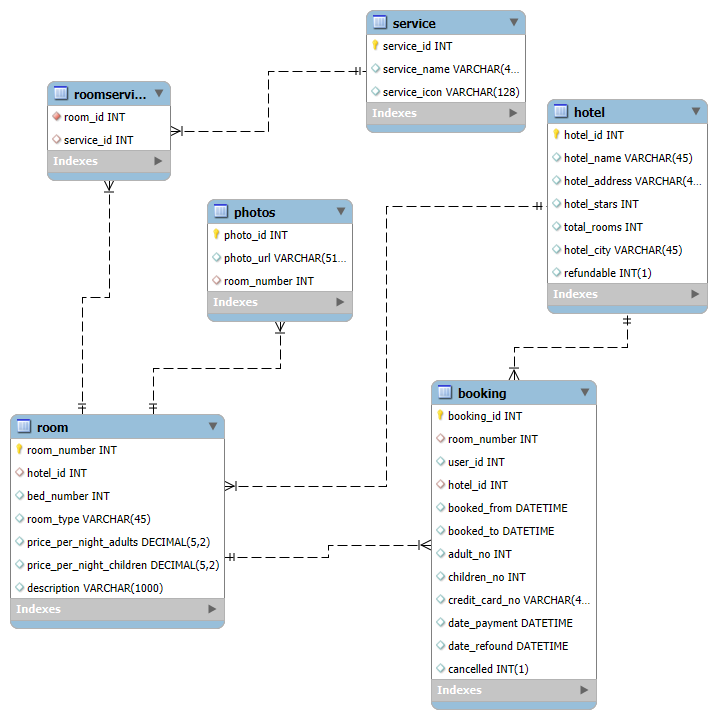 service
service_id INT
service_name VARCHAR(4...
service_icon VARCHAR(128)
Indexes
roomservi...
room_id INT
service_id INT
Indexes
hotel
hotel_id INT
hotel_name VARCHAR(45)
hotel_address VARCHAR(4...
hotel_stars INT
total_rooms INT
hotel_city VARCHAR(45)
refundable INT(1)
Indexes
photos
photo_id INT
photo_url VARCHAR(51...
room_number INT
Indexes
room
room_number INT
hotel_id INT
bed_number INT
room_type VARCHAR(45)
price_per_night_adults DECIMAL(5,2)
price_per_night_children DECIMAL(5,2)
description VARCHAR(1000)
Indexes
booking
booking_id INT
room_number INT
user_id INT
hotel_id INT
booked_from DATETIME
booked_to DATETIME
adult_no INT
children_no INT
credit_card_no VARCHAR(4...
date_payment DATETIME
date_refound DATETIME
cancelled INT(1)
Indexes